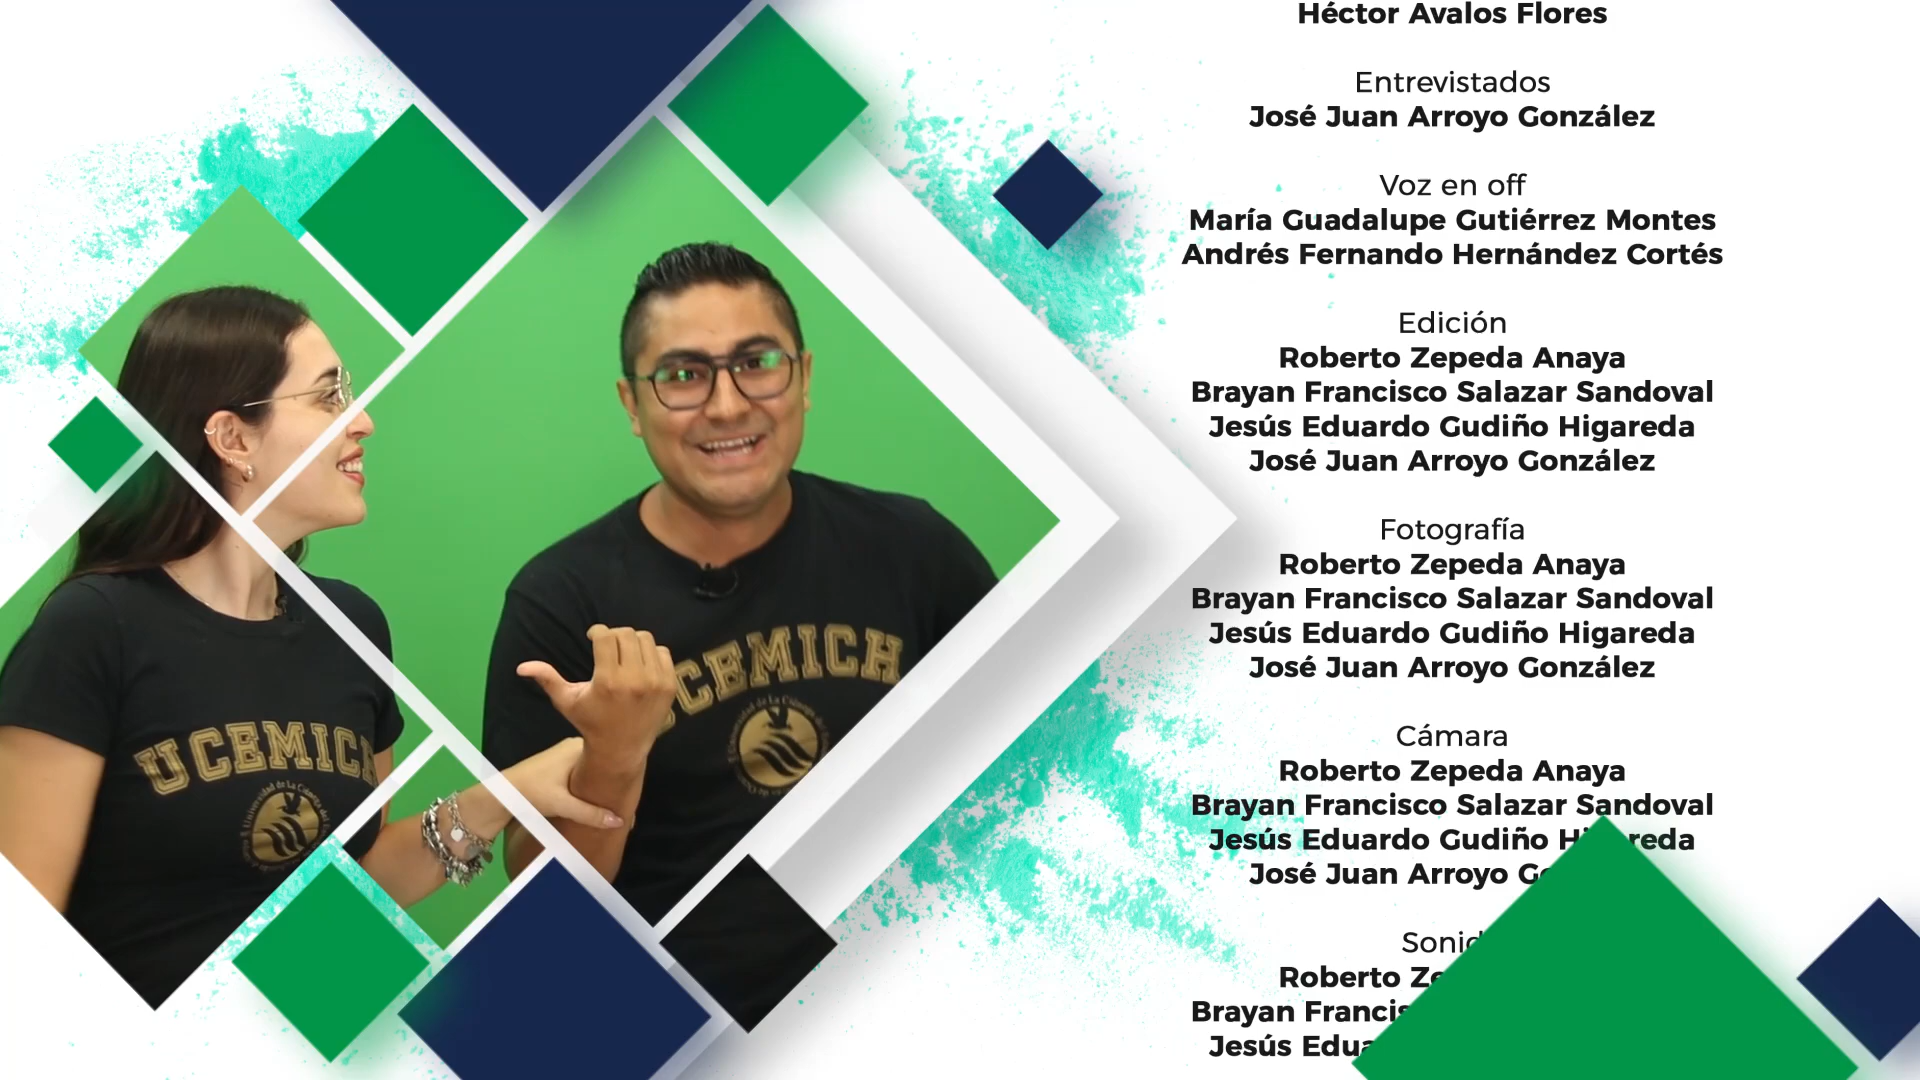 Héctor Avalos Flores
Entrevistados
José Juan Arroyo González
Voz en off
María Guadalupe Gutiérrez Montes
Andrés Fernando Hernández Cortés
Edición
Roberto Zepeda Anaya
Brayan Francisco Salazar Sandoval
Jesús Eduardo Gudiño Higareda
José Juan Arroyo González
Fotografía
Roberto Zepeda Anaya
Brayan Francisco Salazar Sandoval
Jesús Eduardo Gudiño Higareda
José Juan Arroyo González
Cámara
Roberto Zepeda Anaya
Brayan Francisco Salazar Sandoval
Jesús Eduardo Gudiño
José Juan Arroyo
Roberto
Brayan
Jesús
UCEMICH
UCEMICH